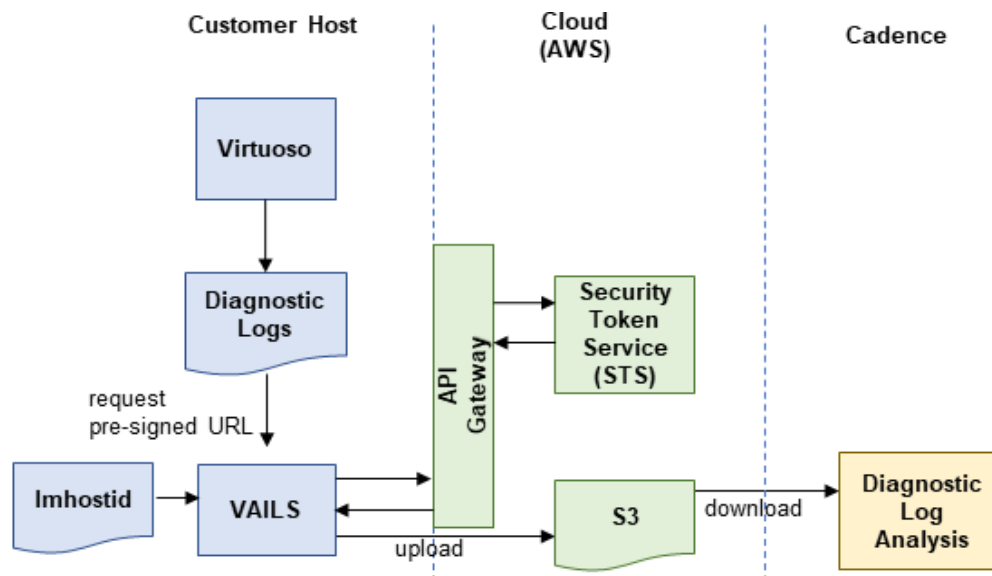 Customer Host
Cloud
(AWS)
Cadence
Virtuoso
Diagnostic
Logs
Security
Token
Service
(STS)
API
Gateway
request
pre-signed URL
lmhostid
VAILS
upload
S3
download
Diagnostic
Log
Analysis